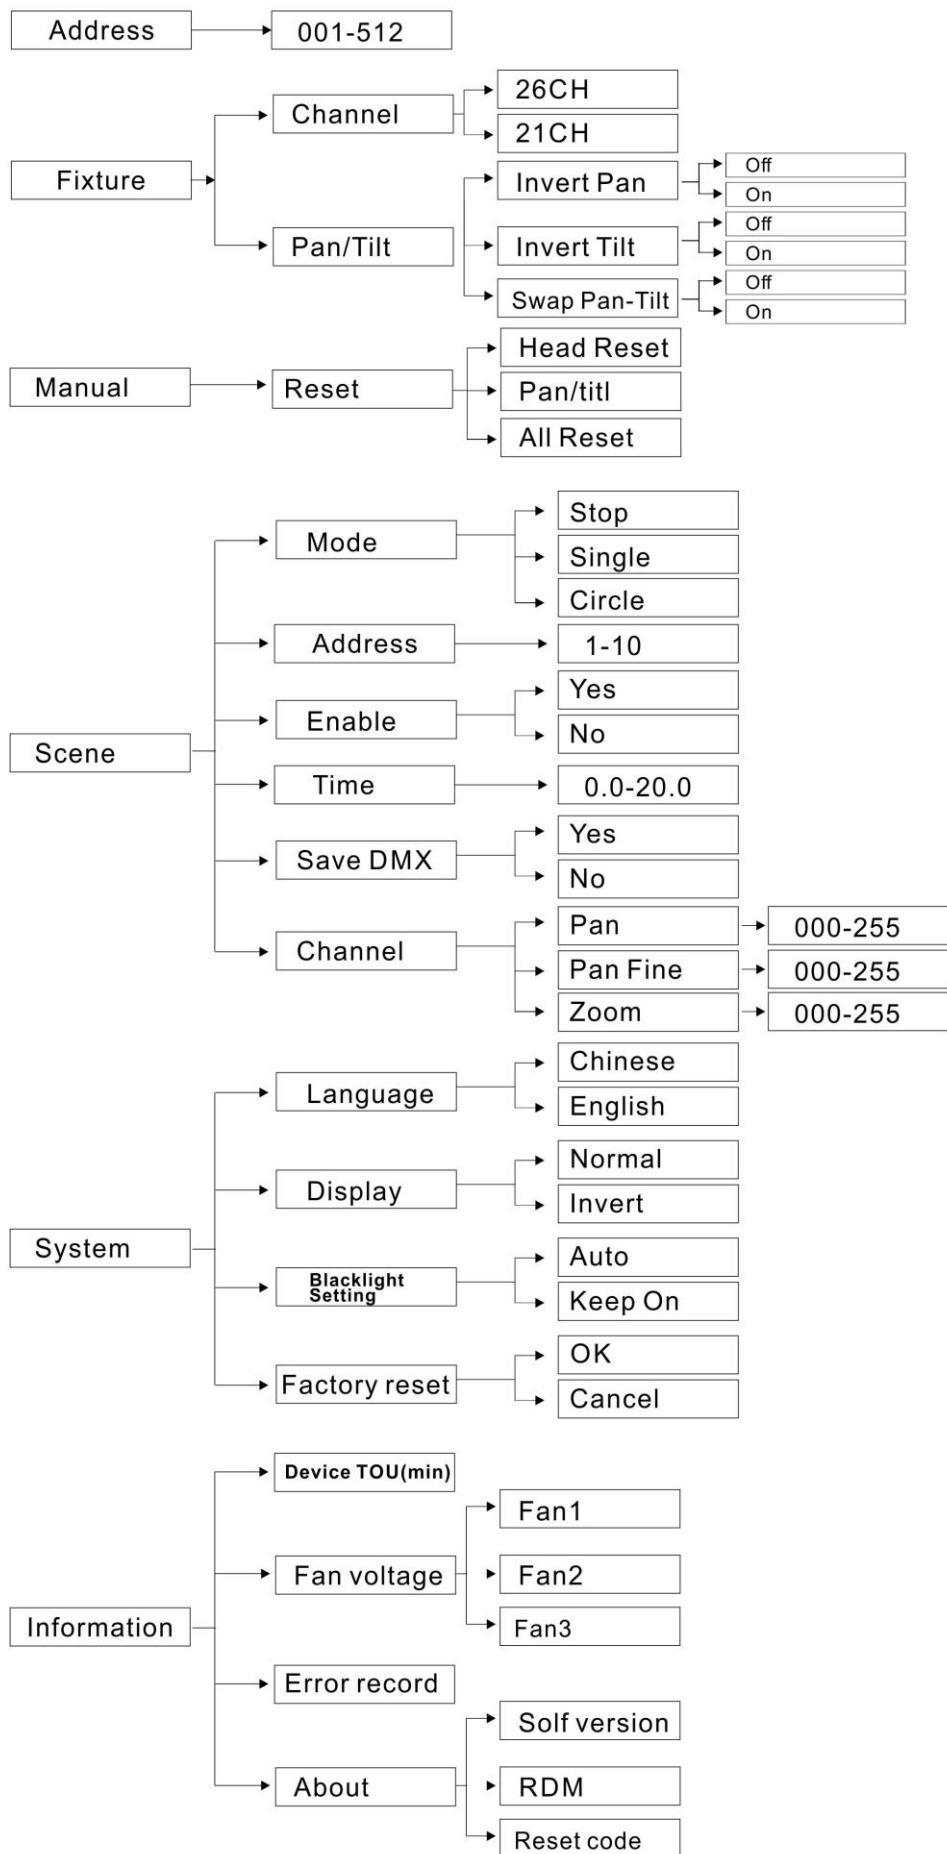 Address
001-512
Fixture
Channel
26CH
21CH
Pan/Tilt
Invert Pan
Off
On
Invert Tilt
Off
On
Swap Pan-Tilt
Off
On
Manual
Reset
Head Reset
Pan/titl
All Reset
Scene
Mode
Stop
Single
Circle
Address
1-10
Enable
Yes
No
Time
0.0-20.0
Save DMX
Yes
No
Channel
Pan
000-255
Pan Fine
000-255
Zoom
000-255
System
Language
Chinese
English
Display
Normal
Invert
Blacklight
Setting
Auto
Keep On
Factory reset
OK
Cancel
Information
Device TOU(min)
Fan voltage
Fan1
Fan2
Fan3
Error record
About
Solf version
RDM
Reset code